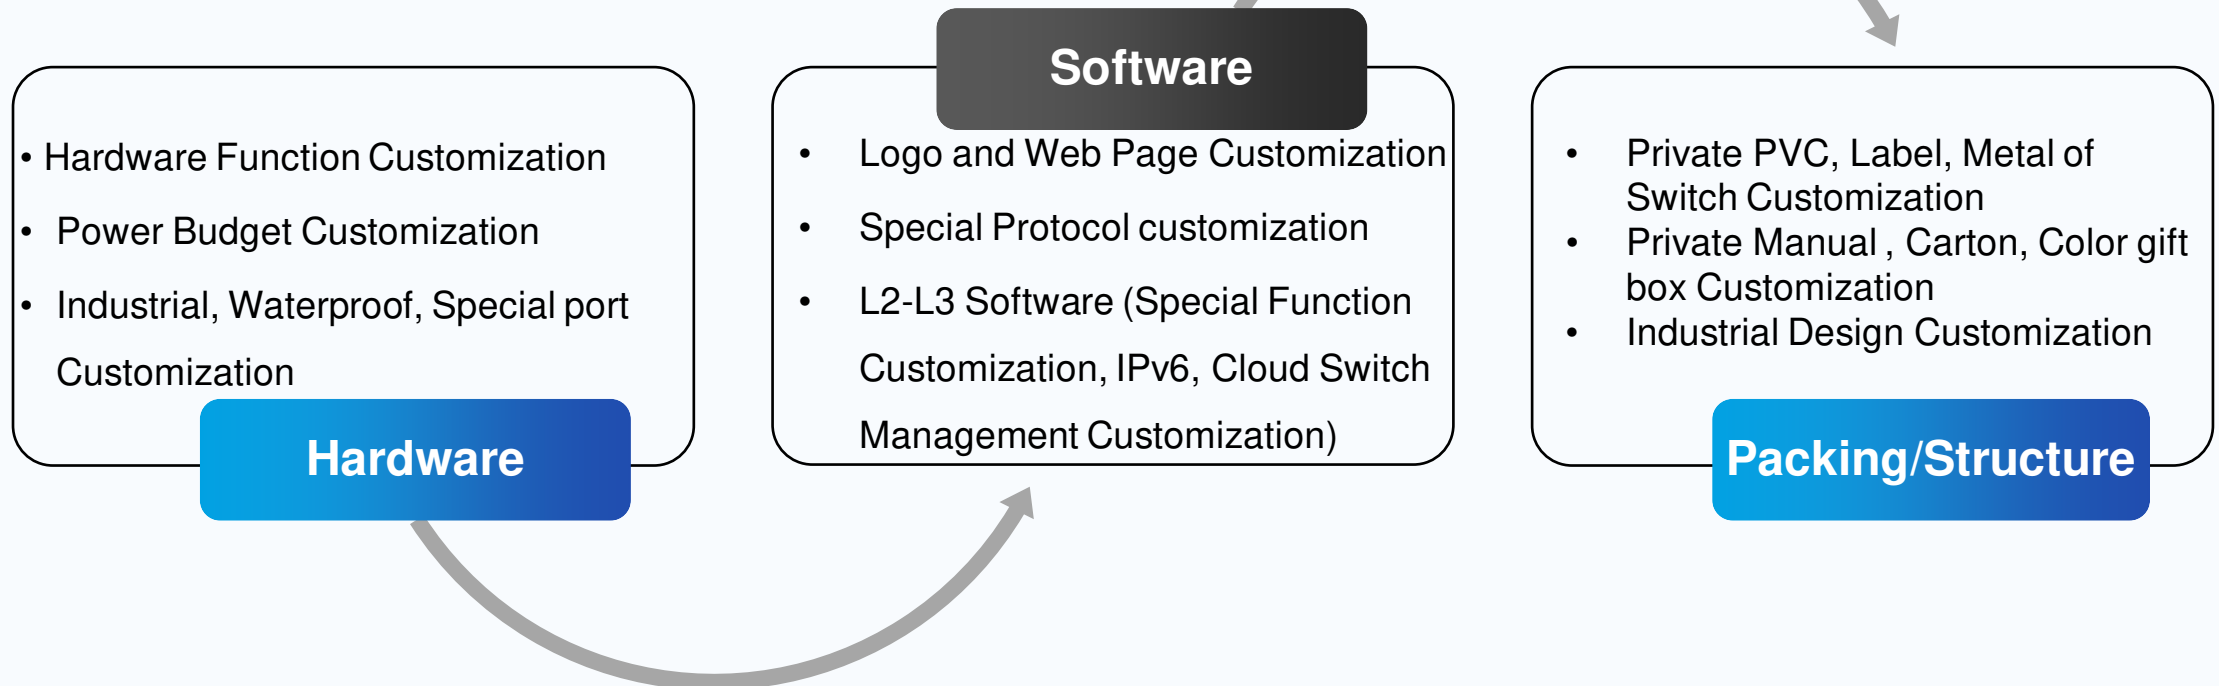 • Hardware Function Customization
• Power Budget Customization
• Industrial, Waterproof, Special port
Customization
Hardware
Software
• Logo and Web Page Customization
• Special Protocol customization
• L2-L3 Software (Special Function
Customization, IPv6, Cloud Switch
Management Customization)
• Private PVC, Label, Metal of
Switch Customization
• Private Manual , Carton, Color gift
box Customization
• Industrial Design Customization
Packing/Structure